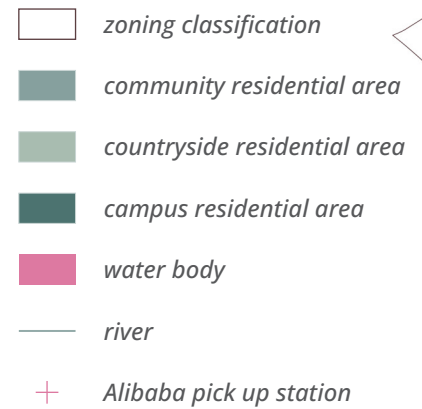 zoning classification
community residential area
countryside residential area
campus residential area
water body
river
Alibaba pick up station